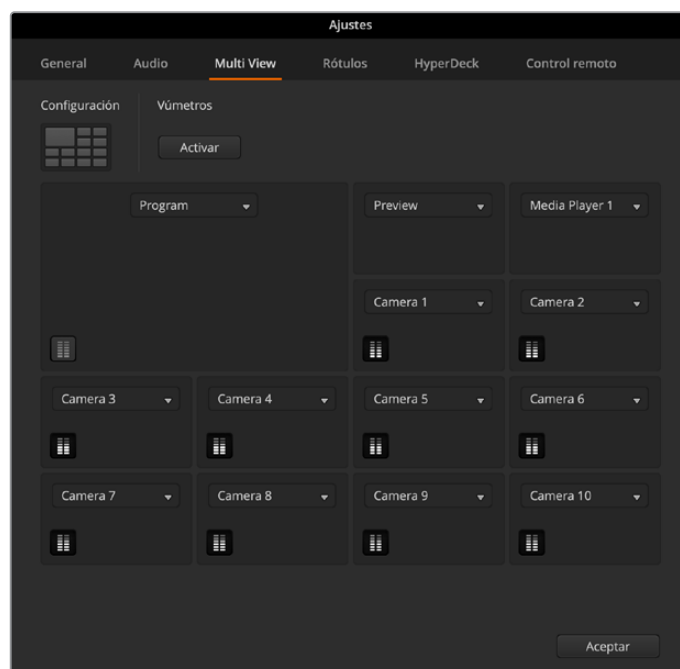 Ajustes
General Audio Multi View Rótulos HyperDeck Control remoto
Configuración Vúmetros
Activar
Program Preview Media Player 1
Camera 1 Camera 2
Camera 3 Camera 4 Camera 5 Camera 6
Camera 7 Camera 8 Camera 9 Camera 10
Aceptar